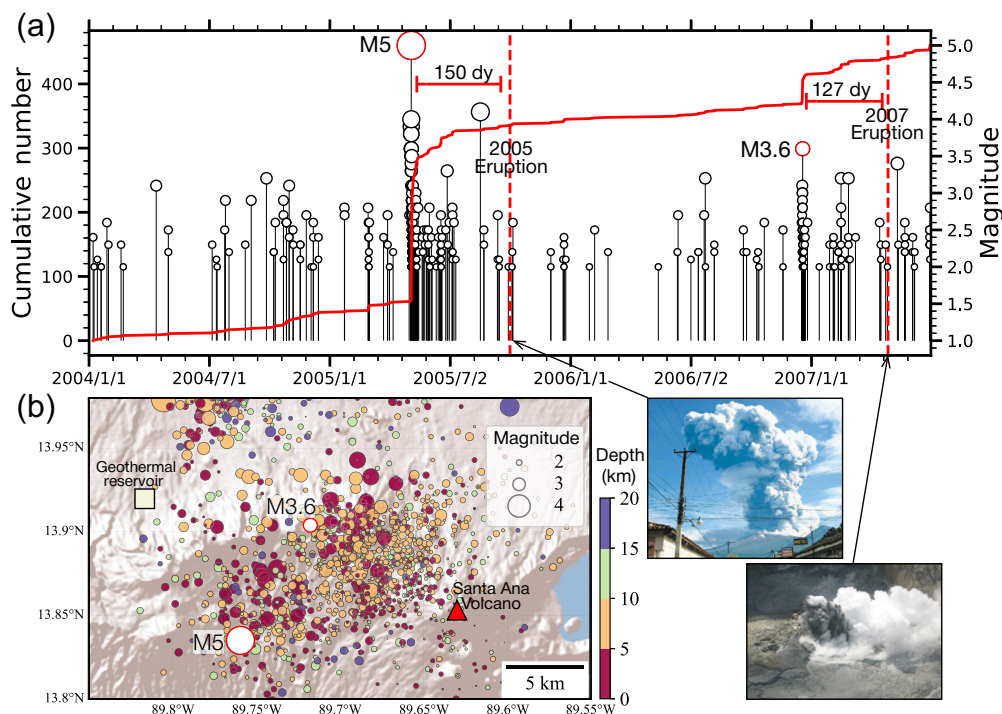 (a)
M5
150 dy
127 dy
2005
Eruption
2007
Eruption
M3.6
Cumulative number
400
300
200
100
0
Magnitude
5.0
4.5
4.0
3.5
3.0
2.5
2.0
1.5
1.0
2004/1/1
2004/7/1
2005/1/1
2005/7/2
2006/1/1
2006/7/2
2007/1/1
(b)
13.95°N
13.9°N
13.85°N
13.8°N
Geothermal
reservoir
M3.6
M5
Santa Ana
Volcano
Magnitude
2
3
4
5 km
Depth
(km)
20
15
10
5
0
89.8°W
89.75°W
89.7°W
89.65°W
89.6°W
89.55°W